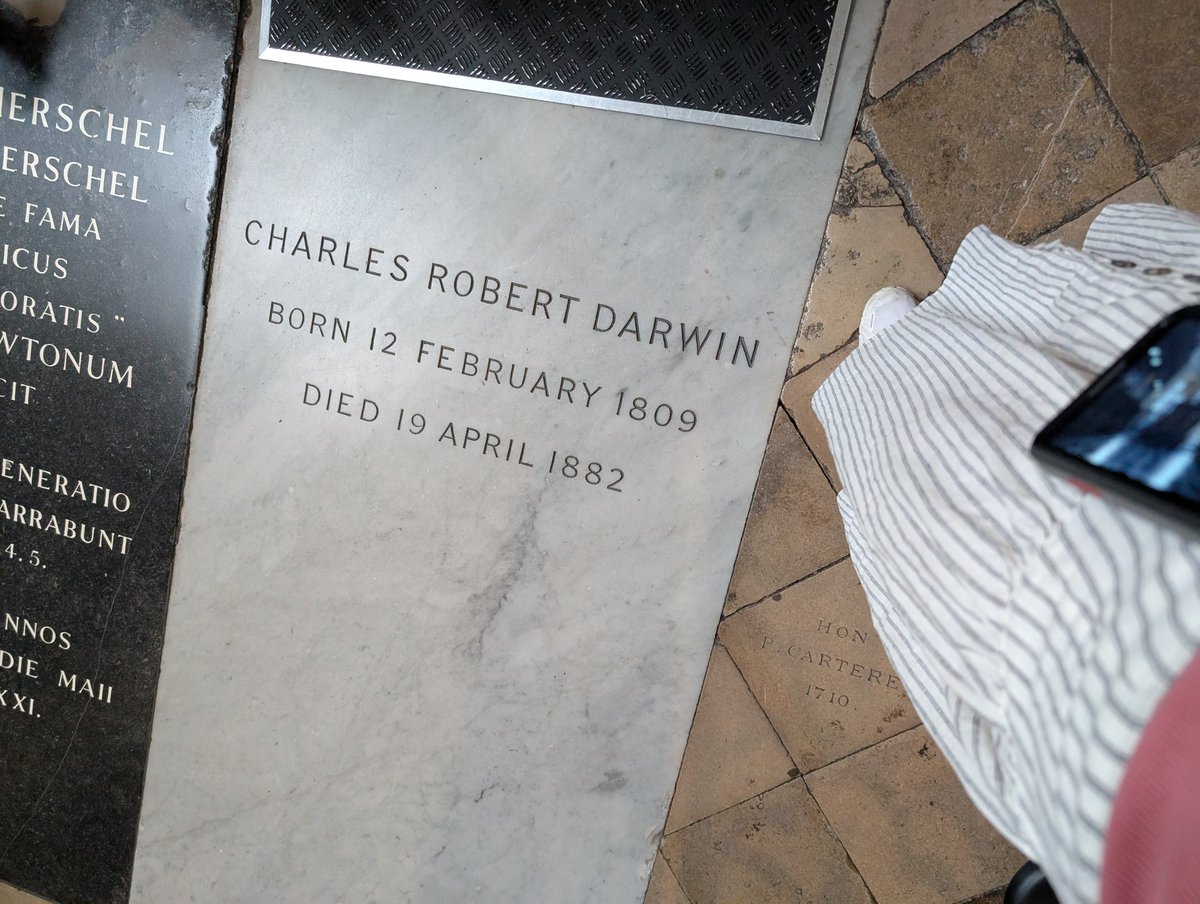 HERSCHEL
ERSCHEL
E FAMA
ICUS
ORATIS "
WTONUM
CIT
ENERATIO
ARRABUNT
4.5.
NNOS
DIE MAII
XXI.
CHARLES ROBERT DARWIN
BORN 12 FEBRUARY 1809
DIED 19 APRIL 1882
HON
P. CARTERE
1710.